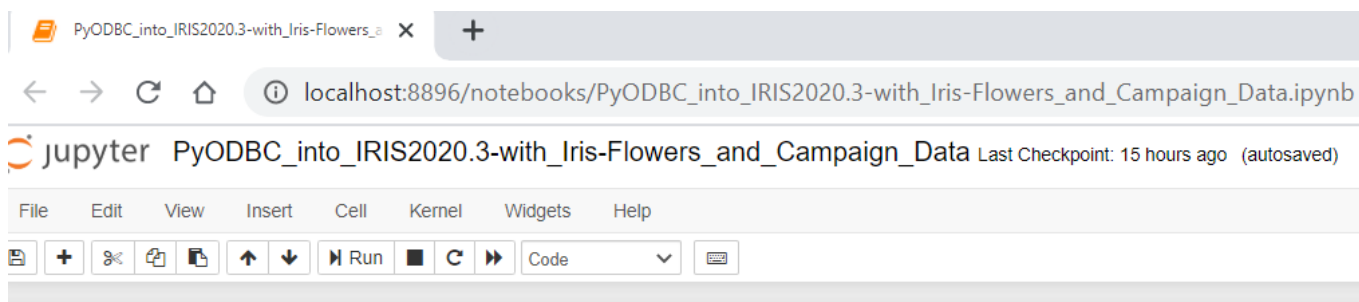 PyODBC_into_IRIS2020.3-with_Iris-Flowers_a
localhost:8896/notebooks/PyODBC_into_IRIS2020.3-with_Iris-Flowers_and_Campaign_Data.ipynb
jupyter PyODBC_into_IRIS2020.3-with_Iris-Flowers_and_Campaign_Data Last Checkpoint: 15 hours ago (autosaved)
File Edit View Insert Cell Kernel Widgets Help
Run Code